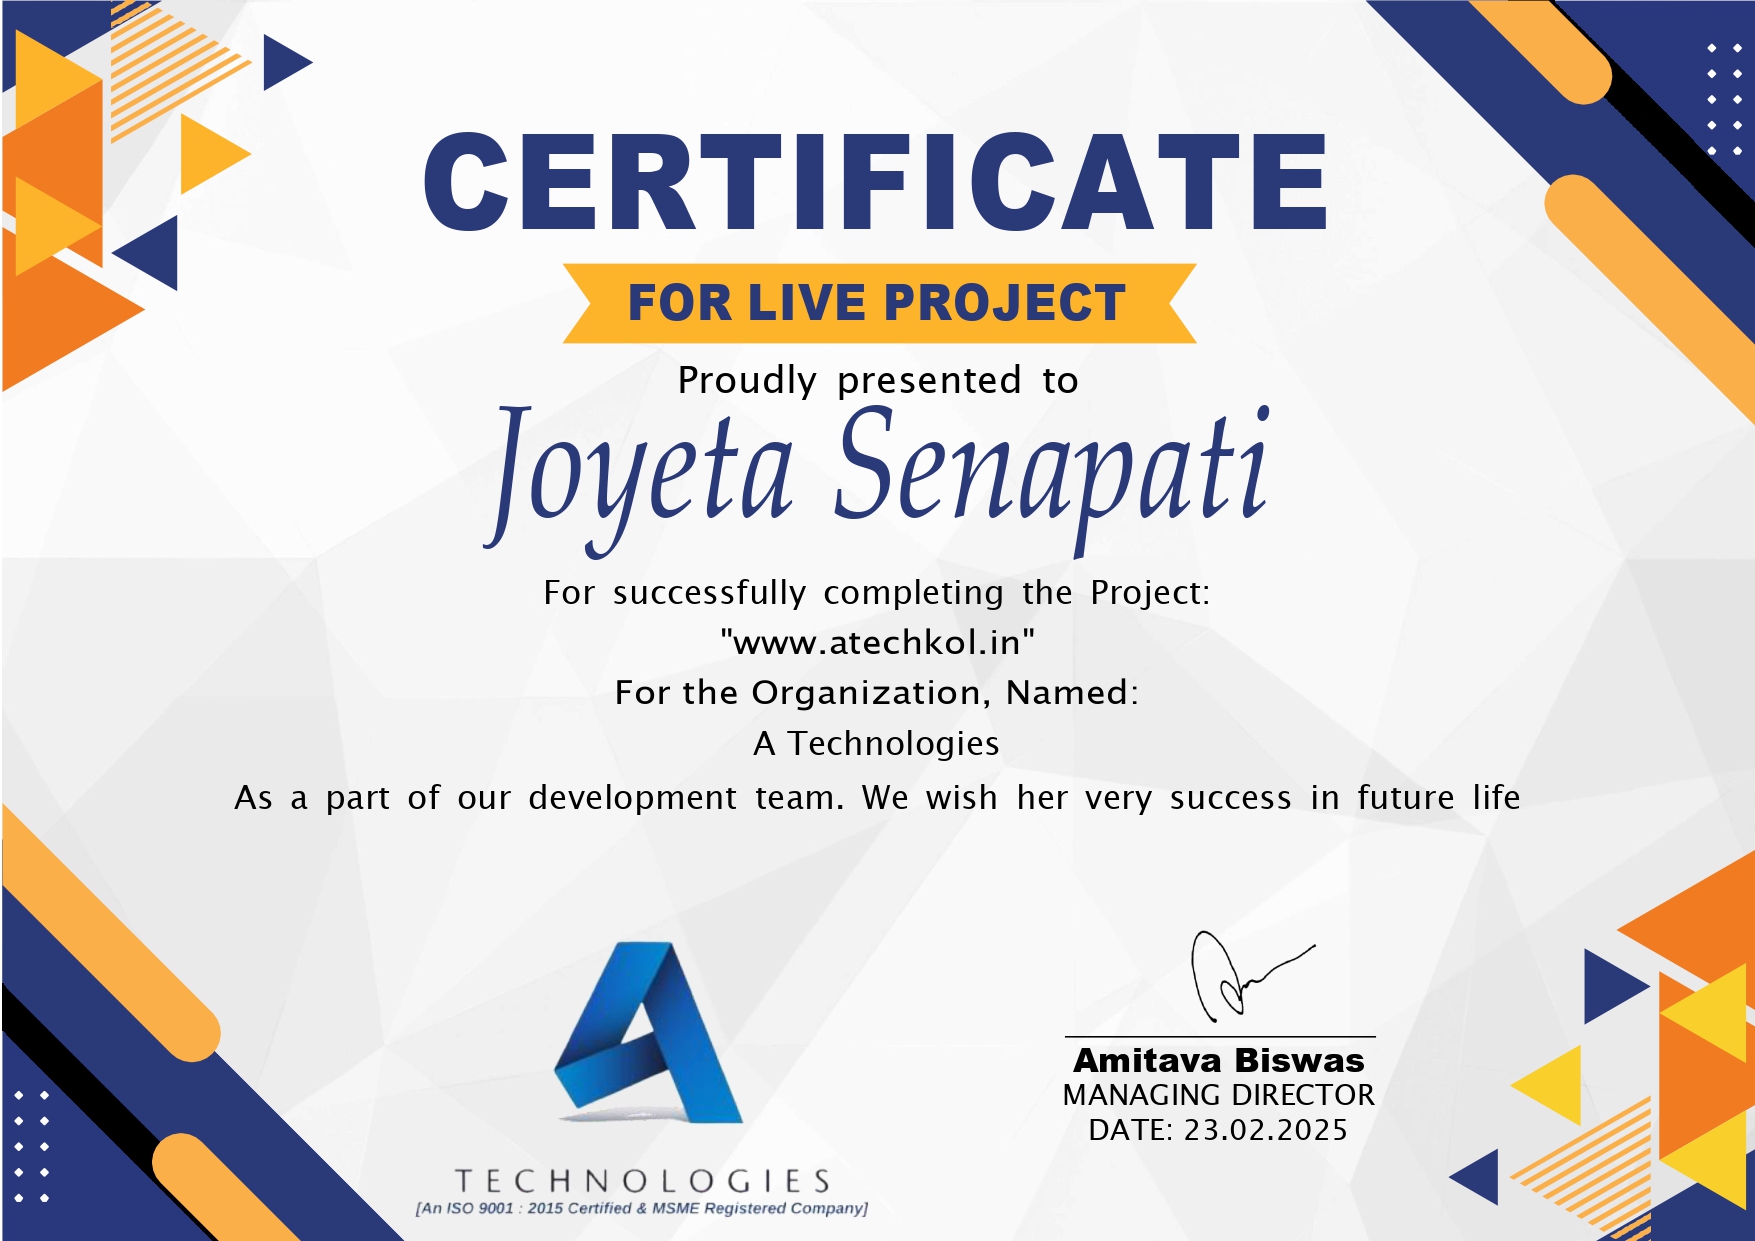 CERTIFICATE
FOR LIVE PROJECT
Proudly presented to
Joyeta Senapati
For successfully completing the Project:
"www.atechkol.in"
For the Organization, Named:
A Technologies
As a part of our development team. We wish her very success in future life
TECHNOLOGIES
[An ISO 9001 : 2015 Certified & MSME Registered Company]
Amitava Biswas
MANAGING DIRECTOR
DATE: 23.02.2025